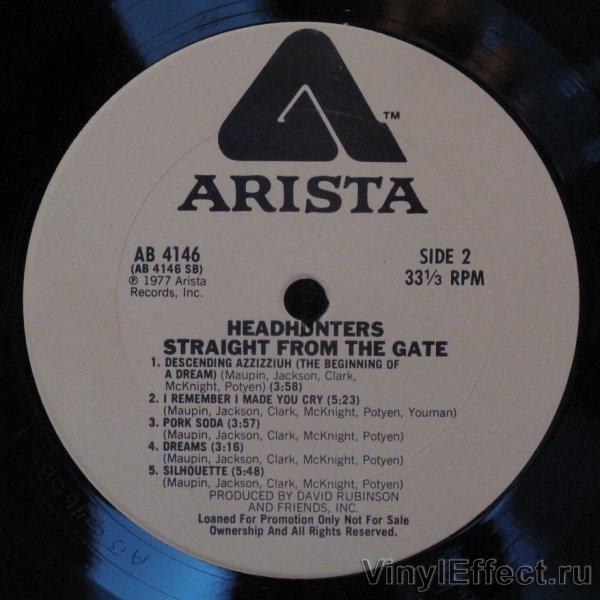 ™
ARISTA
AB 4146
(AB 4146 SB)
℗ 1977 Arista
Records, Inc.
SIDE 2
33⅓ RPM
HEADHUNTERS
STRAIGHT FROM THE GATE
1. DESCENDING AZZIZZIUH (THE BEGINNING OF
A DREAM) (Maupin, Jackson, Clark,
McKnight, Potyen) (3:58)
2. I REMEMBER I MADE YOU CRY (5:23)
(Maupin, Jackson, Clark, McKnight, Potyen, Youman)
3. PORK SODA (3:57)
(Maupin, Jackson, Clark, McKnight, Potyen)
4. DREAMS (3:16)
(Maupin, Jackson, Clark, McKnight, Potyen)
5. SILHOUETTE (5:48)
(Maupin, Jackson, Clark, McKnight, Potyen)
PRODUCED BY DAVID RUBINSON
AND FRIENDS, INC.
Loaned For Promotion Only Not For Sale
Ownership And All Rights Reserved.
VinylEffect.ru